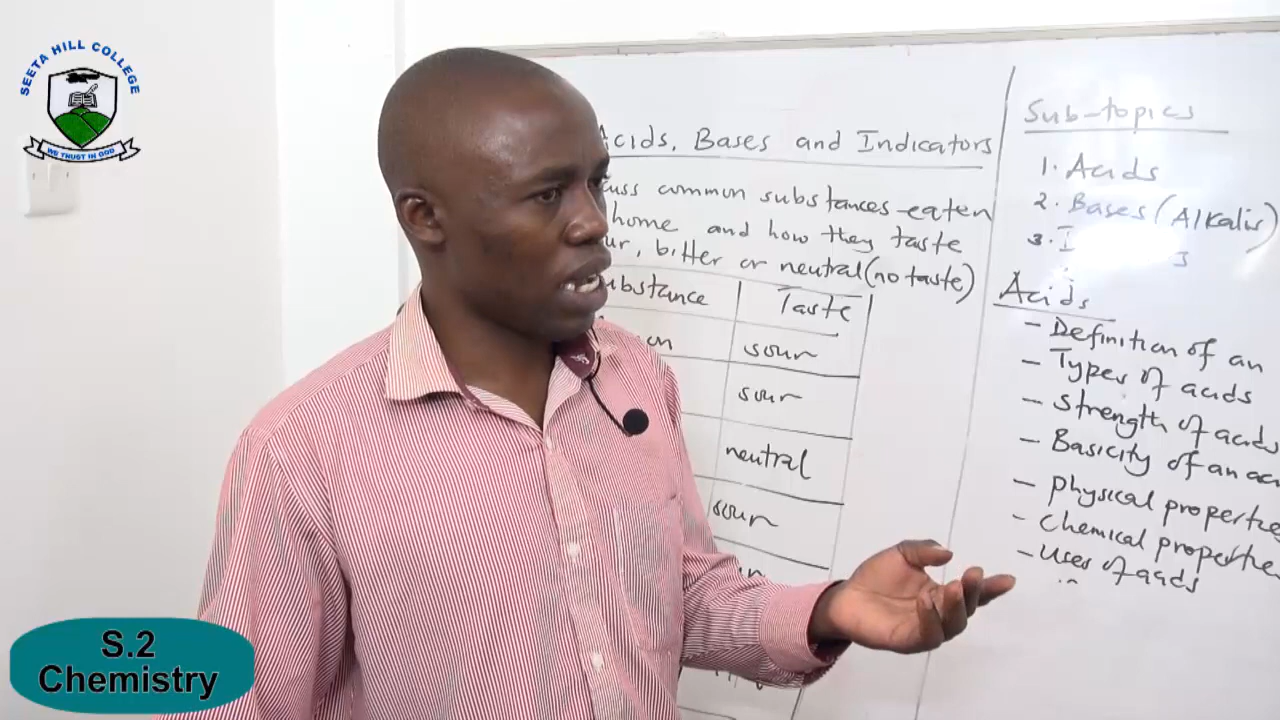 SEETA HILL COLLEGE
WE TRUST IN GOD
Acids, Bases and Indicators
common substances eaten
home and how they taste
bitter or neutral (no taste)
Substance Taste
sour
sour
neutral
sour
Sub-topics
1. Acids
2. Bases (Alkalis)
3.
Acids
- Definition of an
- Types of acids
- Strength of acids
- Basicity of an
- Physical properties
- Chemical properties
- Uses of acids
S.2
Chemistry